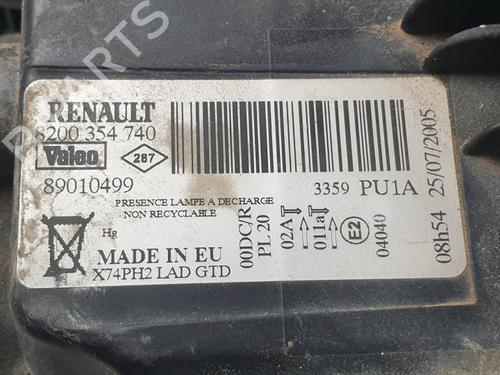 PARTS
RENAULT
8200 354 740
Valeo
287
89010499
3359 PU1A
PRESENCE LAMPE A DECHARGE
NON RECYCLABLE
Hg
MADE IN EU
X74PH2 LAD GTD
00DC/R
PL 20
02A
011a
E2
04040
08h54 25/07/2005